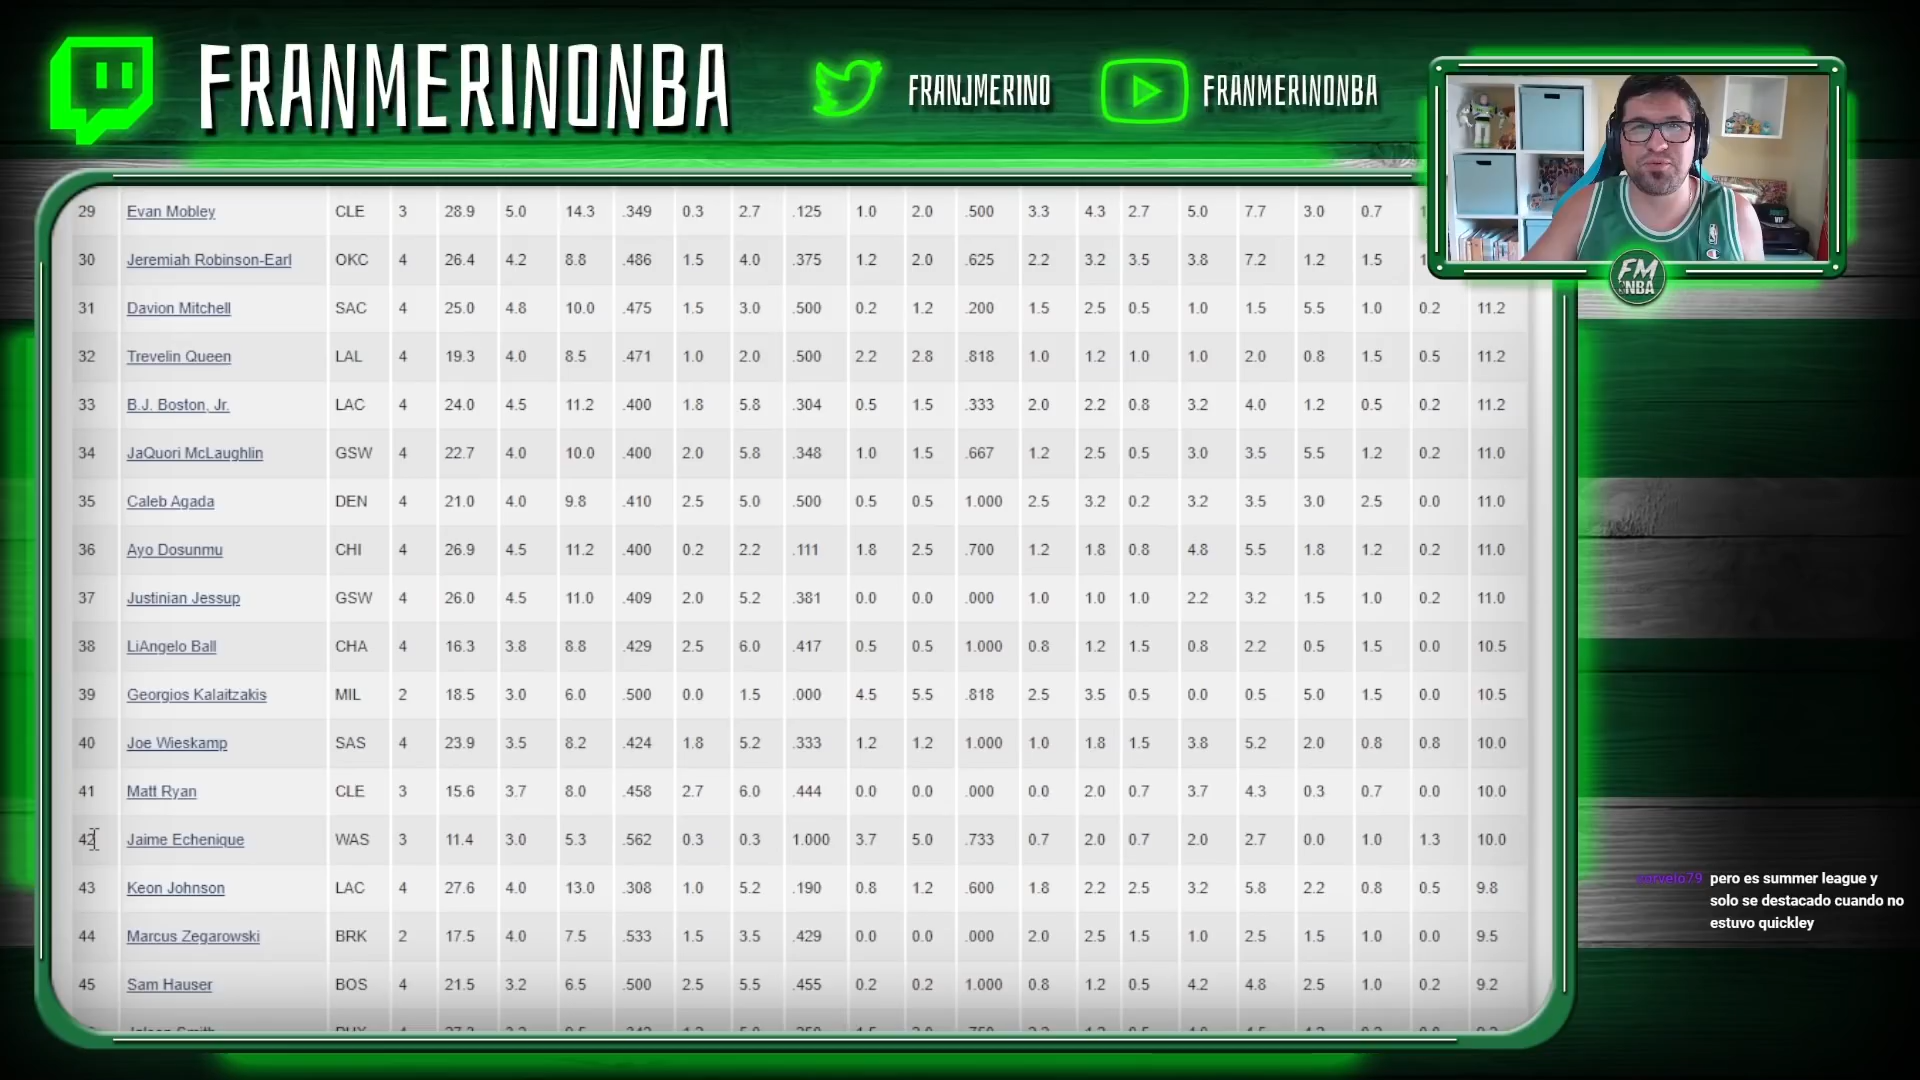 FRANMERINONBA
FRANJMERINO
FRANMERINONBA
FM
NBA
29 Evan Mobley CLE 3 28.9 5.0 14.3 .349 0.3 2.7 .125 1.0 2.0 .500 3.3 4.3 2.7 5.0 7.7 3.0 0.7
30 Jeremiah Robinson-Earl OKC 4 26.4 4.2 8.8 .486 1.5 4.0 .375 1.2 2.0 .625 2.2 3.2 3.5 3.8 7.2 1.2 1.5
31 Davion Mitchell SAC 4 25.0 4.8 10.0 .475 1.5 3.0 .500 0.2 1.2 .200 1.5 2.5 0.5 1.0 1.5 5.5 1.0 0.2 11.2
32 Trevelin Queen LAL 4 19.3 4.0 8.5 .471 1.0 2.0 .500 2.2 2.8 .818 1.0 1.2 1.0 1.0 2.0 0.8 1.5 0.5 11.2
33 B.J. Boston, Jr. LAC 4 24.0 4.5 11.2 .400 1.8 5.8 .304 0.5 1.5 .333 2.0 2.2 0.8 3.2 4.0 1.2 0.5 0.2 11.2
34 JaQuori McLaughlin GSW 4 22.7 4.0 10.0 .400 2.0 5.8 .348 1.0 1.5 .667 1.2 2.5 0.5 3.0 3.5 5.5 1.2 0.2 11.0
35 Caleb Agada DEN 4 21.0 4.0 9.8 .410 2.5 5.0 .500 0.5 0.5 1.000 2.5 3.2 0.2 3.2 3.5 3.0 2.5 0.0 11.0
36 Ayo Dosunmu CHI 4 26.9 4.5 11.2 .400 0.2 2.2 .111 1.8 2.5 .700 1.2 1.8 0.8 4.8 5.5 1.8 1.2 0.2 11.0
37 Justinian Jessup GSW 4 26.0 4.5 11.0 .409 2.0 5.2 .381 0.0 0.0 .000 1.0 1.0 1.0 2.2 3.2 1.5 1.0 0.2 11.0
38 LiAngelo Ball CHA 4 16.3 3.8 8.8 .429 2.5 6.0 .417 0.5 0.5 1.000 0.8 1.2 1.5 0.8 2.2 0.5 1.5 0.0 10.5
39 Georgios Kalaitzakis MIL 2 18.5 3.0 6.0 .500 0.0 1.5 .000 4.5 5.5 .818 2.5 3.5 0.5 0.0 0.5 5.0 1.5 0.0 10.5
40 Joe Wieskamp SAS 4 23.9 3.5 8.2 .424 1.8 5.2 .333 1.2 1.2 1.000 1.0 1.8 1.5 3.8 5.2 2.0 0.8 0.8 10.0
41 Matt Ryan CLE 3 15.6 3.7 8.0 .458 2.7 6.0 .444 0.0 0.0 .000 0.0 2.0 0.7 3.7 4.3 0.3 0.7 0.0 10.0
42 Jaime Echenique WAS 3 11.4 3.0 5.3 .562 0.3 0.3 1.000 3.7 5.0 .733 0.7 2.0 0.7 2.0 2.7 0.0 1.0 1.3 10.0
43 Keon Johnson LAC 4 27.6 4.0 13.0 .308 1.0 5.2 .190 0.8 1.2 .600 1.8 2.2 2.5 3.2 5.8 2.2 0.8 0.5 9.8
44 Marcus Zegarowski BRK 2 17.5 4.0 7.5 .533 1.5 3.5 .429 0.0 0.0 .000 2.0 2.5 1.5 1.0 2.5 1.5 1.0 0.0 9.5
45 Sam Hauser BOS 4 21.5 3.2 6.5 .500 2.5 5.5 .455 0.2 0.2 1.000 0.8 1.2 0.5 4.2 4.8 2.5 1.0 0.2 9.2
pero es summer league y
solo se destacado cuando no
estuvo quickley